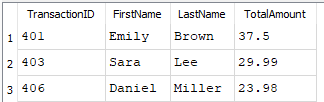 TransactionID FirstName LastName TotalAmount
1 401 Emily Brown 37.5
2 403 Sara Lee 29.99
3 406 Daniel Miller 23.98